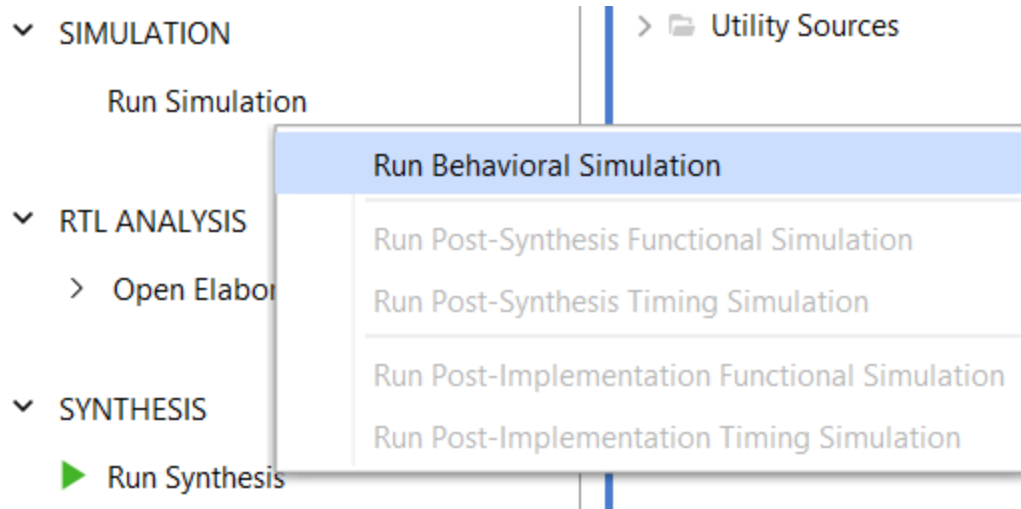 SIMULATION
Run Simulation
RTL ANALYSIS
Open Elabor
SYNTHESIS
Run Synthesis
Utility Sources
Run Behavioral Simulation
Run Post-Synthesis Functional Simulation
Run Post-Synthesis Timing Simulation
Run Post-Implementation Functional Simulation
Run Post-Implementation Timing Simulation